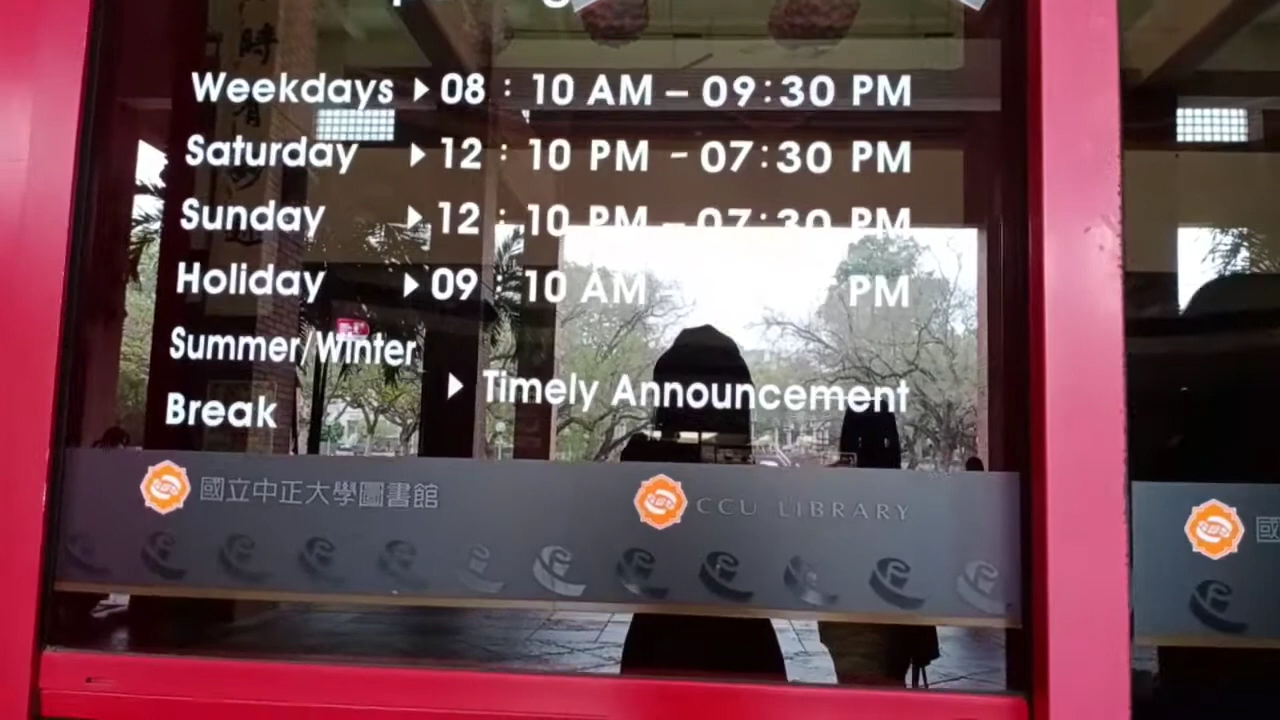 Weekdays ▸ 08 : 10 AM – 09:30 PM
Saturday ▸ 12 : 10 PM - 07:30 PM
Sunday ▸ 12 : 10 PM – 07:30 PM
Holiday ▸ 09 : 10 AM PM
Summer/Winter
Break ▸ Timely Announcement
國立中正大學圖書館
CCU LIBRARY
國